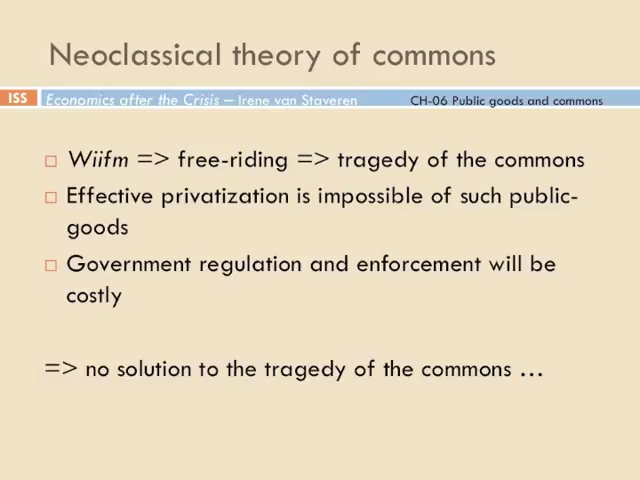 Neoclassical theory of commons
ISS Economics after the Crisis – Irene van Staveren CH-06 Public goods and commons
Wiifm => free-riding => tragedy of the commons
Effective privatization is impossible of such public-
goods
Government regulation and enforcement will be
costly
=> no solution to the tragedy of the commons …